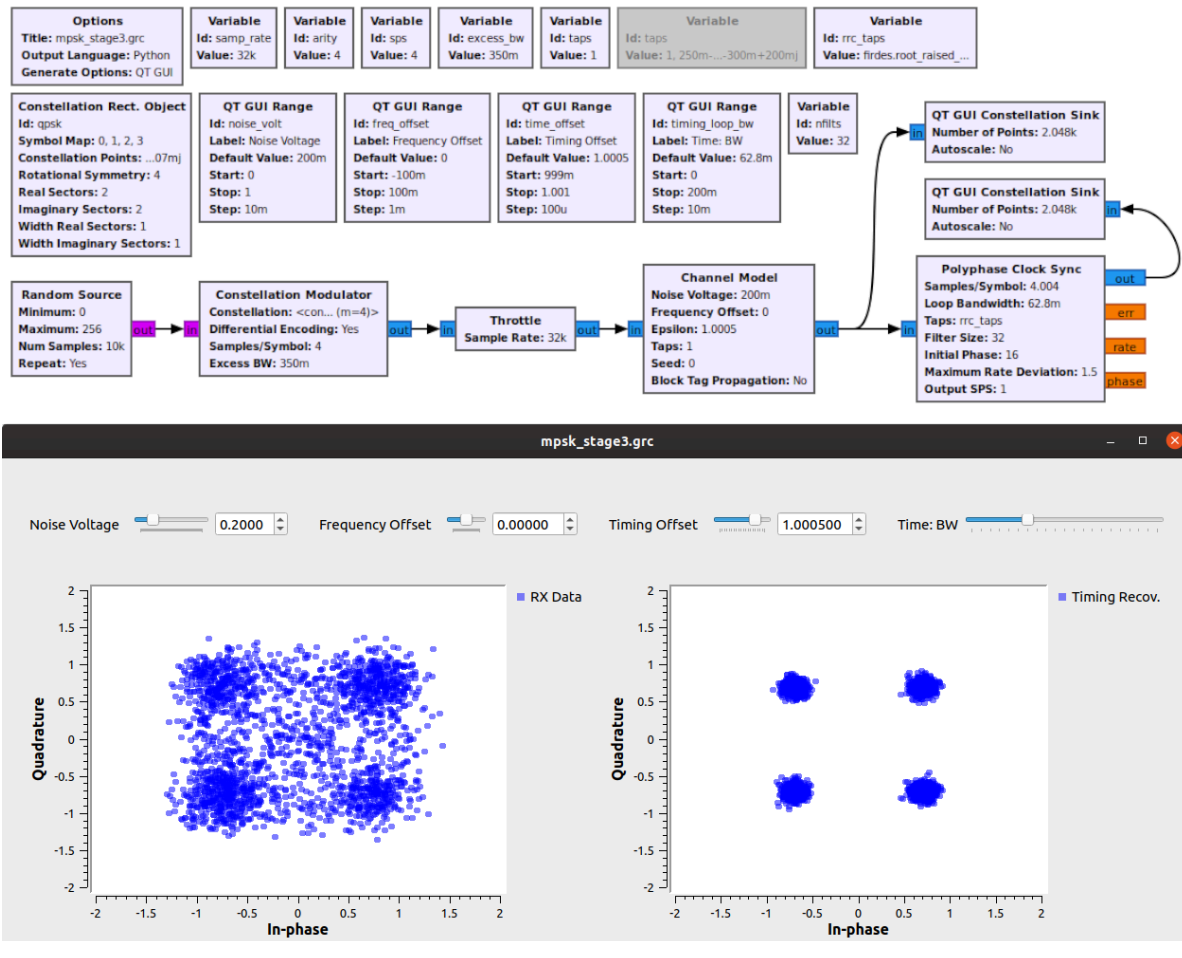 Options
Title: mpsk_stage3.grc
Output Language: Python
Generate Options: QT GUI
Variable
Id: samp_rate
Value: 32k
Variable
Id: arity
Value: 4
Variable
Id: sps
Value: 4
Variable
Id: excess_bw
Value: 350m
Variable
Id: taps
Value: 1
Variable
Id: taps
Value: 1, 250m-...-300m+200mj
Variable
Id: rrc_taps
Value: firdes.root_raised_...
Constellation Rect. Object
Id: qpsk
Symbol Map: 0, 1, 2, 3
Constellation Points: ...07mj
Rotational Symmetry: 4
Real Sectors: 2
Imaginary Sectors: 2
Width Real Sectors: 1
Width Imaginary Sectors: 1
QT GUI Range
Id: noise_volt
Label: Noise Voltage
Default Value: 200m
Start: 0
Stop: 1
Step: 10m
QT GUI Range
Id: freq_offset
Label: Frequency Offset
Default Value: 0
Start: -100m
Stop: 100m
Step: 1m
QT GUI Range
Id: time_offset
Label: Timing Offset
Default Value: 1.0005
Start: 999m
Stop: 1.001
Step: 100u
QT GUI Range
Id: timing_loop_bw
Label: Time: BW
Default Value: 62.8m
Start: 0
Stop: 200m
Step: 10m
Variable
Id: nfilts
Value: 32
in
QT GUI Constellation Sink
Number of Points: 2.048k
Autoscale: No
QT GUI Constellation Sink
Number of Points: 2.048k
Autoscale: No
in
Random Source
Minimum: 0
Maximum: 256
Num Samples: 10k
Repeat: Yes
out
in
Constellation Modulator
Constellation: <con... (m=4)>
Differential Encoding: Yes
Samples/Symbol: 4
Excess BW: 350m
out
in
Throttle
Sample Rate: 32k
out
in
Channel Model
Noise Voltage: 200m
Frequency Offset: 0
Epsilon: 1.0005
Taps: 1
Seed: 0
Block Tag Propagation: No
out
in
Polyphase Clock Sync
Samples/Symbol: 4.004
Loop Bandwidth: 62.8m
Taps: rrc_taps
Filter Size: 32
Initial Phase: 16
Maximum Rate Deviation: 1.5
Output SPS: 1
out
err
rate
phase
mpsk_stage3.grc
Noise Voltage
0.2000
Frequency Offset
0.00000
Timing Offset
1.000500
Time: BW
2
1.5
1
0.5
0
-0.5
-1
-1.5
-2
Quadrature
-2 -1.5 -1 -0.5 0 0.5 1 1.5 2
In-phase
RX Data
2
1.5
1
0.5
0
-0.5
-1
-1.5
-2
Quadrature
-2 -1.5 -1 -0.5 0 0.5 1 1.5 2
In-phase
Timing Recov.